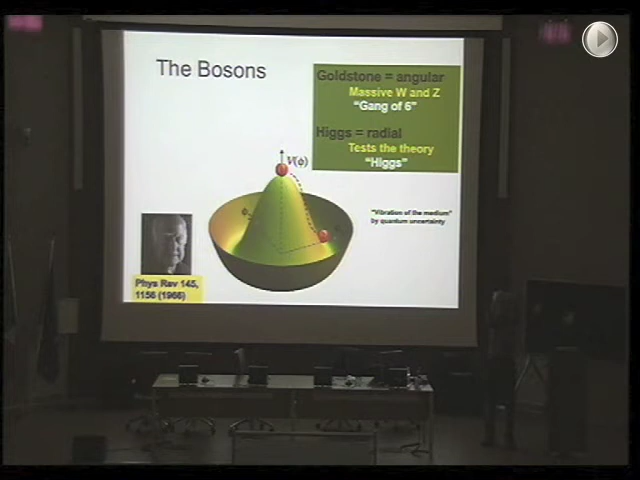 The Bosons
Goldstone = angular
Massive W and Z
"Gang of 6"
Higgs = radial
Tests the theory
"Higgs"
V(ϕ)
"Vibration of the medium"
by quantum uncertainty
Phys Rev 145,
1156 (1966)